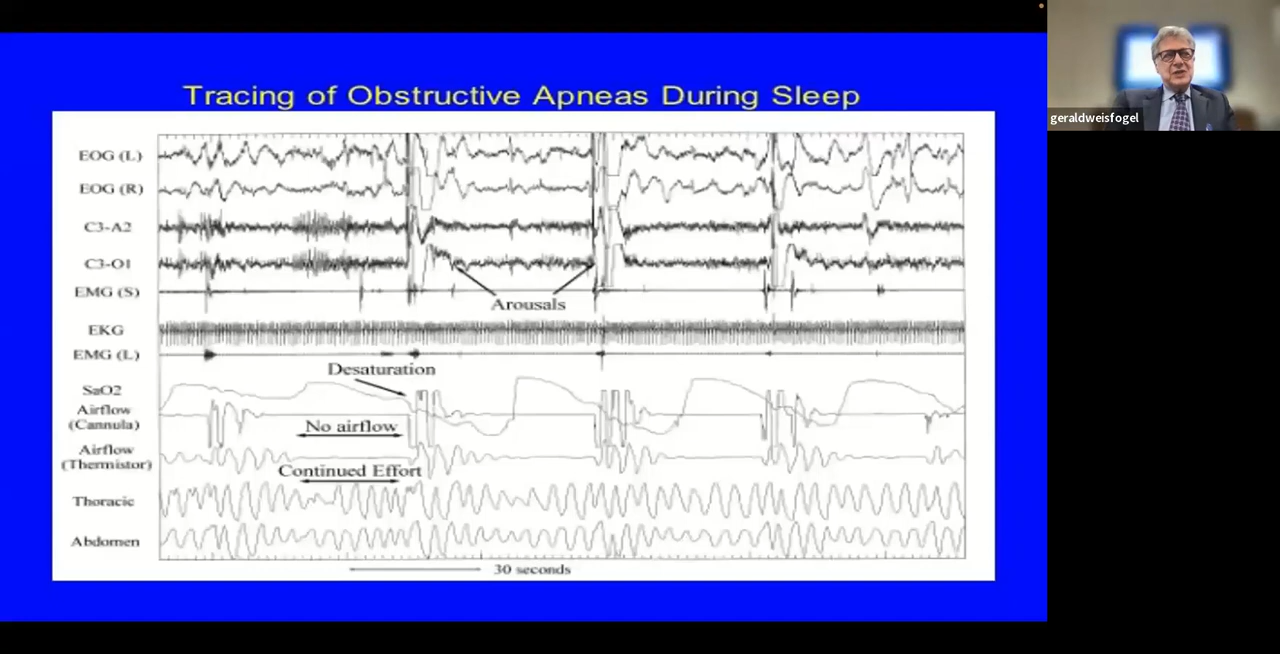 Tracing of Obstructive Apneas During Sleep
geraldweisfogel
EOG (L)
EOG (R)
C3-A2
C3-O1
EMG (S)
Arousals
EKG
EMG (L)
Desaturation
SaO2
Airflow
(Cannula)
No airflow
Airflow
(Thermistor)
Continued Effort
Thoracic
Abdomen
30 seconds